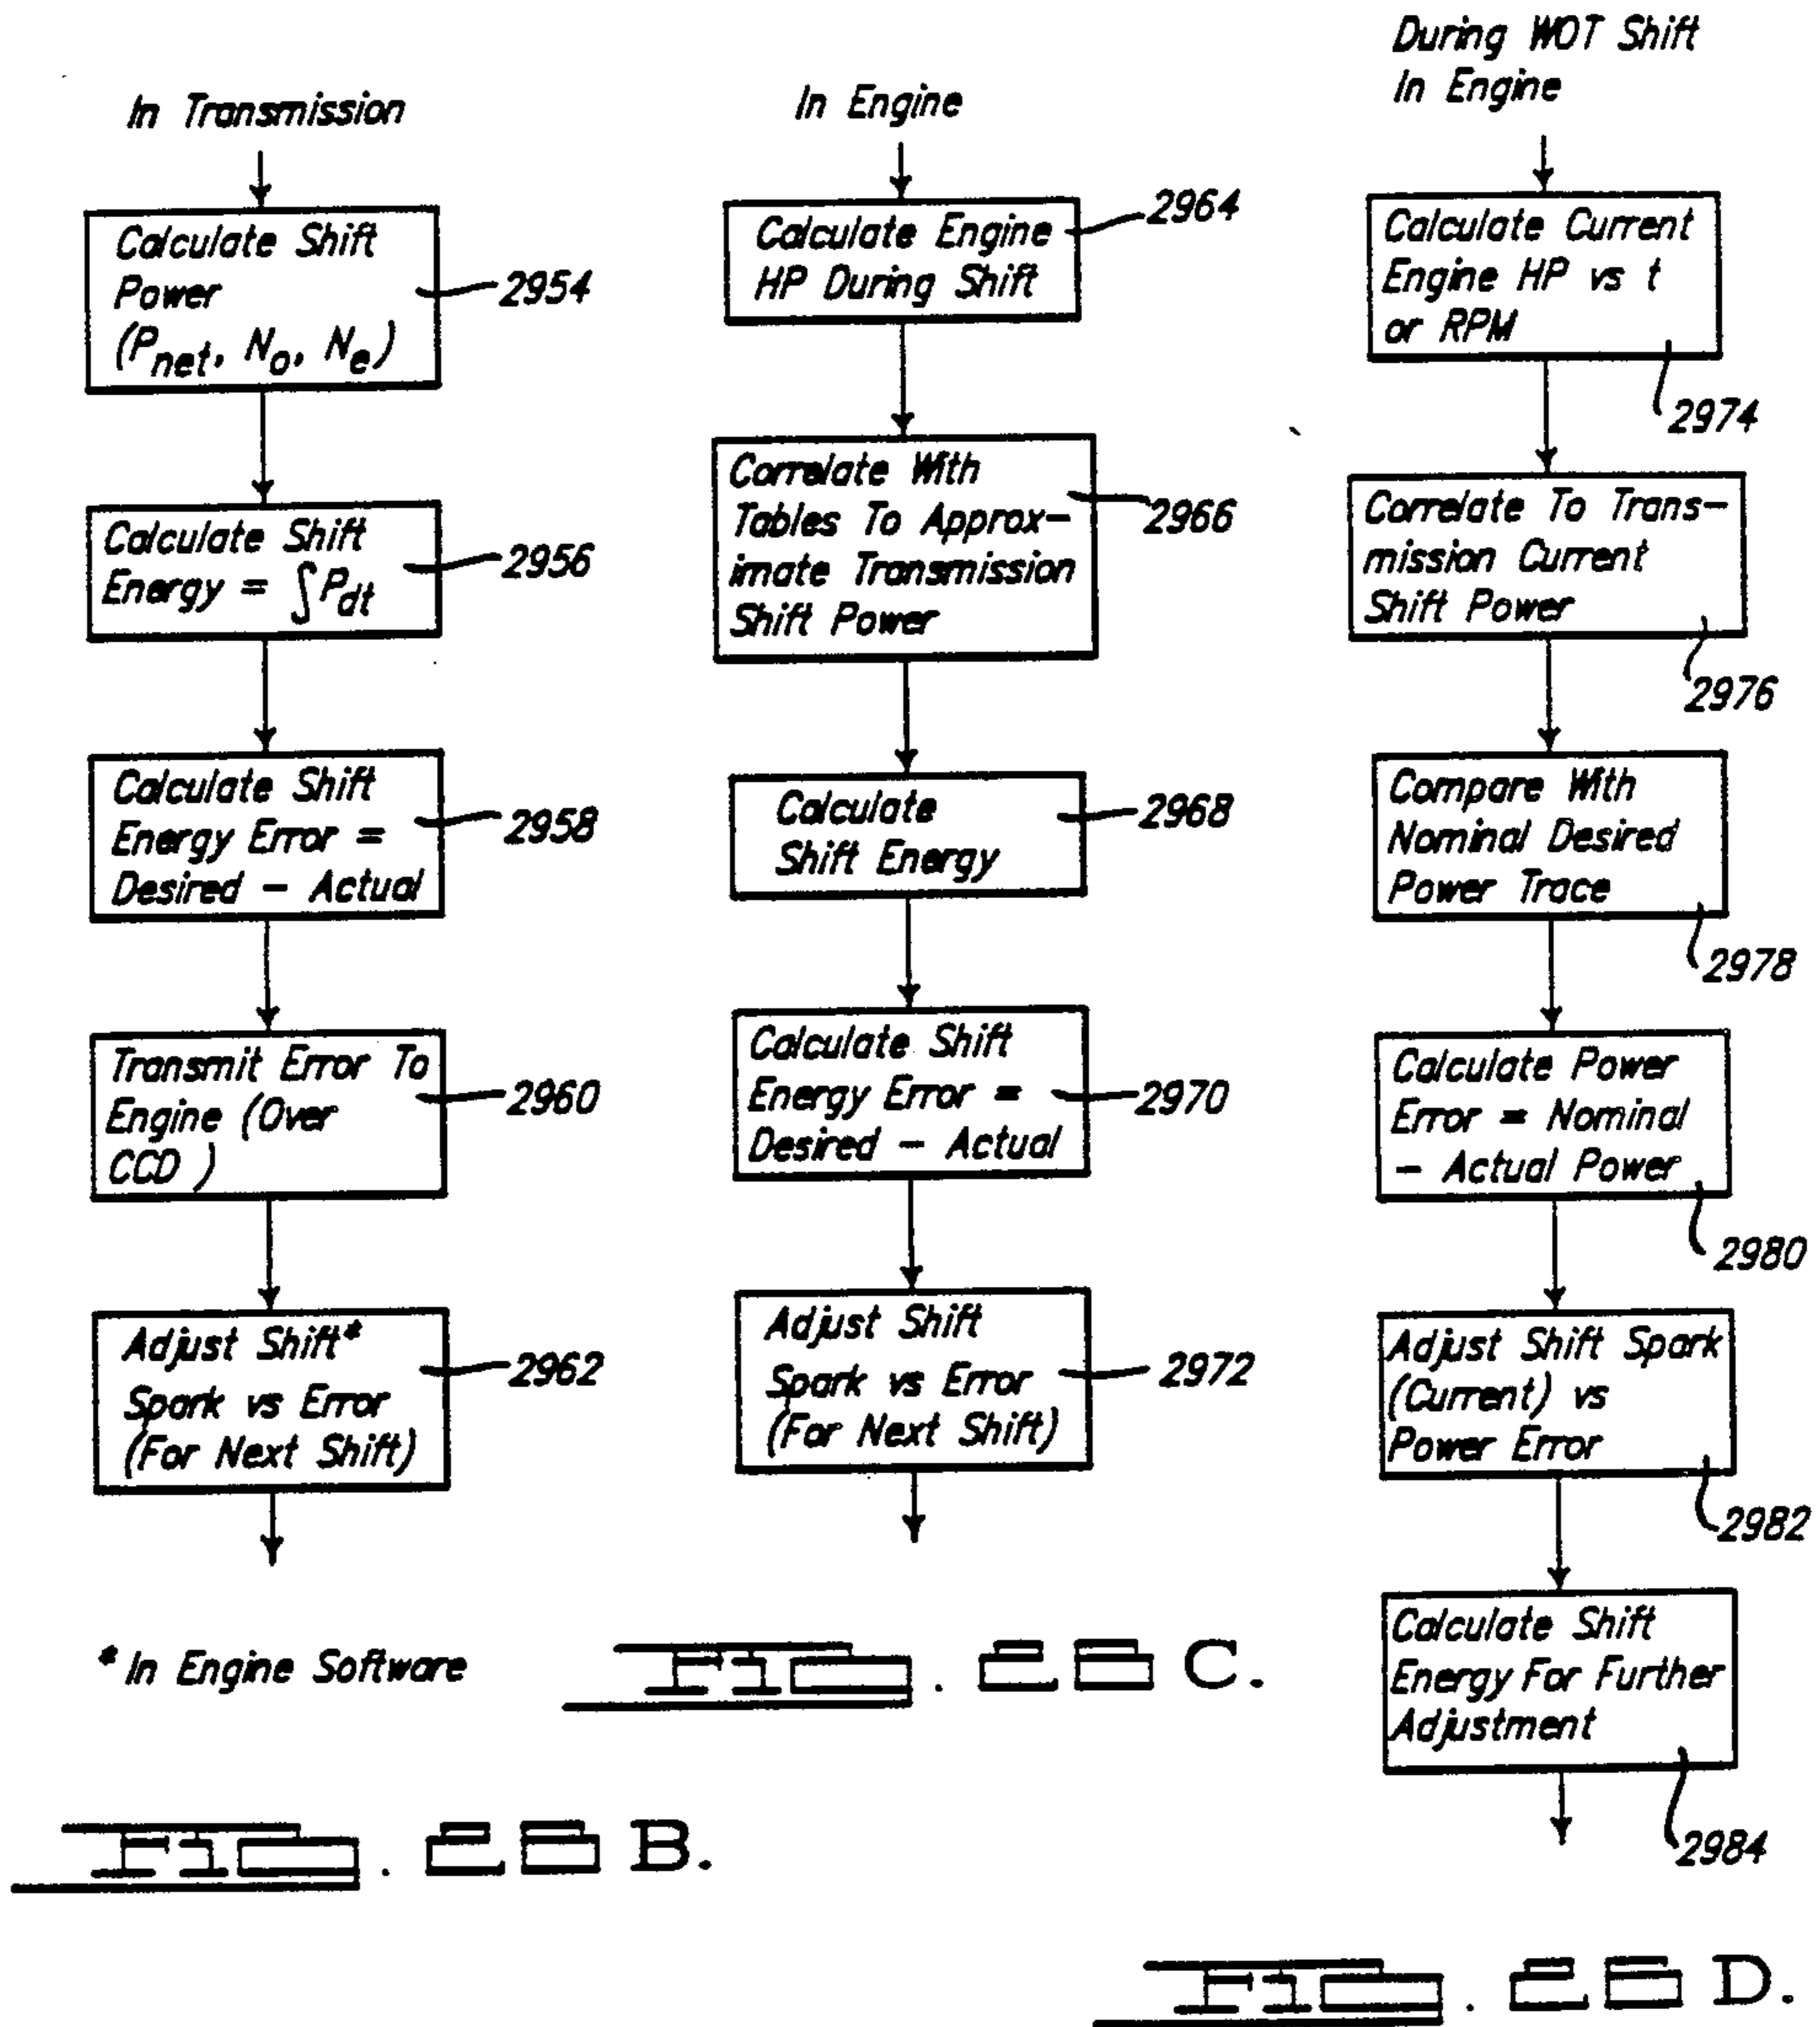 In Transmission
Calculate Shift
Power
(Pnet, No, Ne)
2954
Calculate Shift
Energy = ∫Pdt
2956
Calculate Shift
Energy Error =
Desired - Actual
2958
Transmit Error To
Engine (Over
CCD)
2960
Adjust Shift*
Spark vs Error
(For Next Shift)
2962
* In Engine Software
B.
In Engine
Calculate Engine
HP During Shift
2964
Correlate With
Tables To Approx-
imate Transmission
Shift Power
2966
Calculate
Shift Energy
2968
Calculate Shift
Energy Error =
Desired - Actual
2970
Adjust Shift
Spark vs Error
(For Next Shift)
2972
C.
During WOT Shift
In Engine
Calculate Current
Engine HP vs t
or RPM
2974
Correlate To Trans-
mission Current
Shift Power
2976
Compare With
Nominal Desired
Power Trace
2978
Calculate Power
Error = Nominal
- Actual Power
2980
Adjust Shift Spark
(Current) vs
Power Error
2982
Calculate Shift
Energy For Further
Adjustment
2984
D.